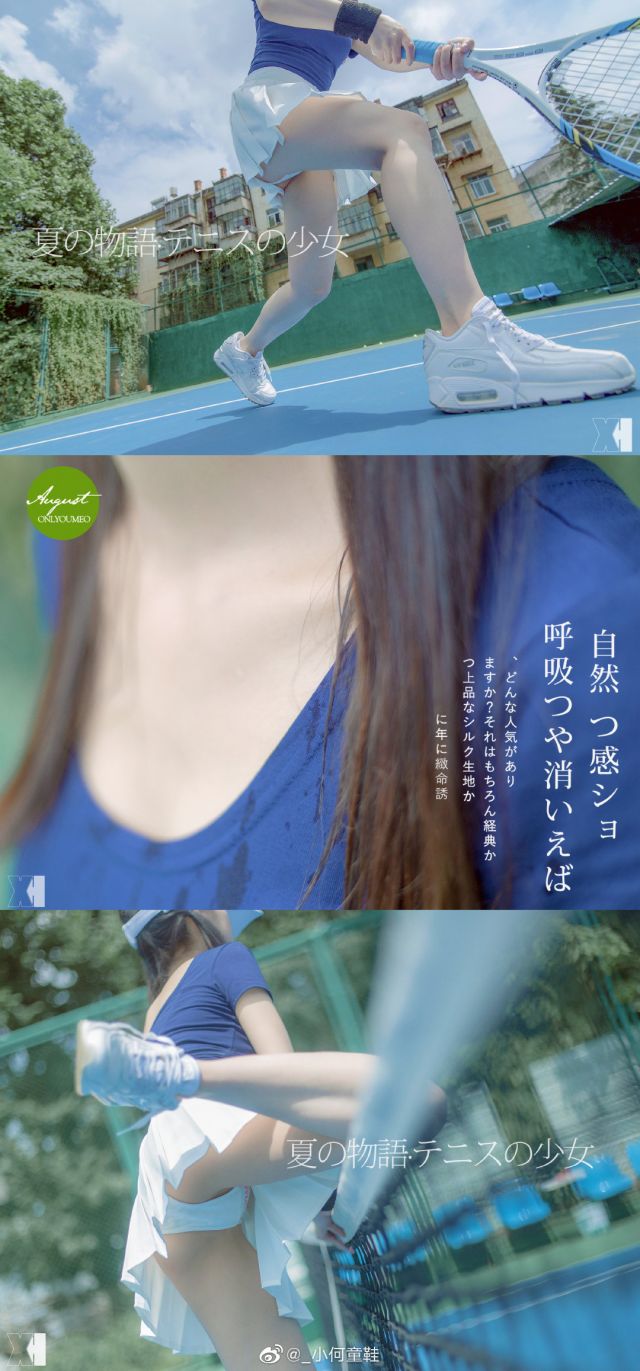 夏の物語·テニスの少女
August
ONLYOUMEO
自然 つ感ショ
呼吸つや消いえば
、どんな人気があり
ますか？それはもちろん経典か
つ上品なシルク生地か
に年に緻命誘
夏の物語·テニスの少女
@_小何童鞋